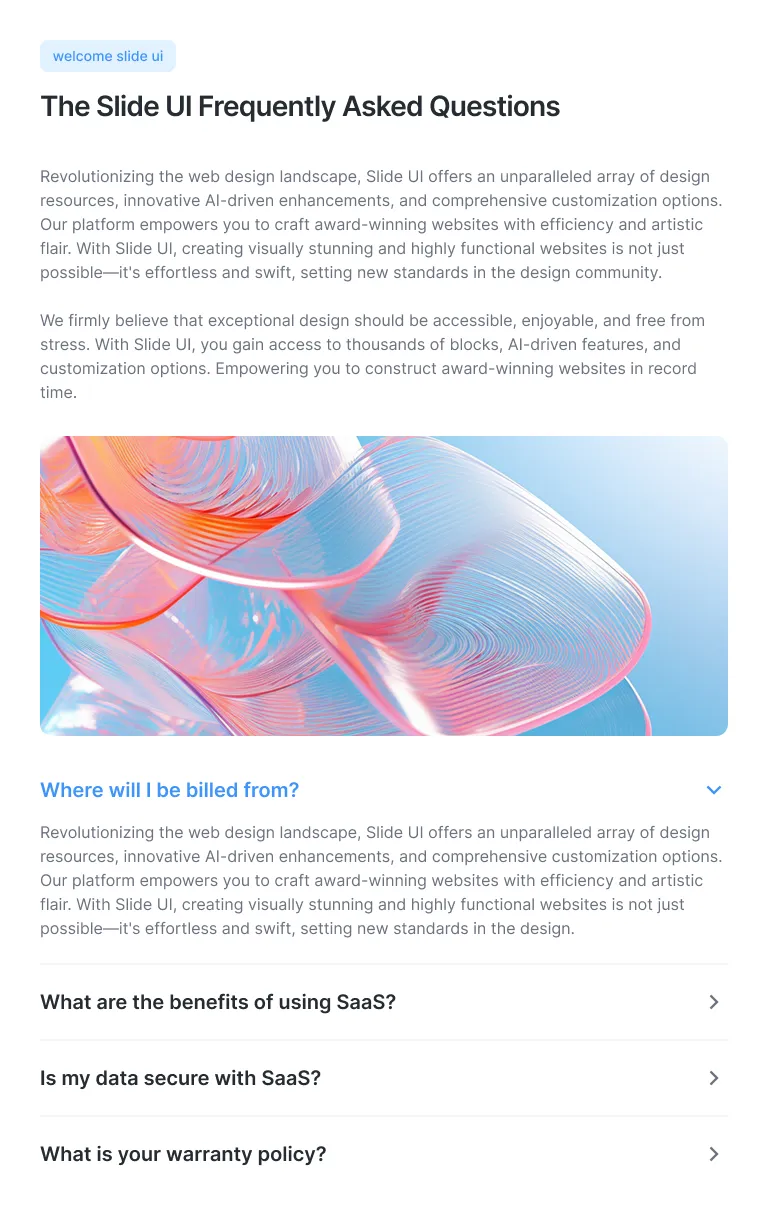 welcome slide ui
The Slide UI Frequently Asked Questions
Revolutionizing the web design landscape, Slide UI offers an unparalleled array of design
resources, innovative AI-driven enhancements, and comprehensive customization options.
Our platform empowers you to craft award-winning websites with efficiency and artistic
flair. With Slide UI, creating visually stunning and highly functional websites is not just
possible—it's effortless and swift, setting new standards in the design community.
We firmly believe that exceptional design should be accessible, enjoyable, and free from
stress. With Slide UI, you gain access to thousands of blocks, AI-driven features, and
customization options. Empowering you to construct award-winning websites in record
time.
Where will I be billed from?
Revolutionizing the web design landscape, Slide UI offers an unparalleled array of design
resources, innovative AI-driven enhancements, and comprehensive customization options.
Our platform empowers you to craft award-winning websites with efficiency and artistic
flair. With Slide UI, creating visually stunning and highly functional websites is not just
possible—it's effortless and swift, setting new standards in the design.
What are the benefits of using SaaS?
Is my data secure with SaaS?
What is your warranty policy?